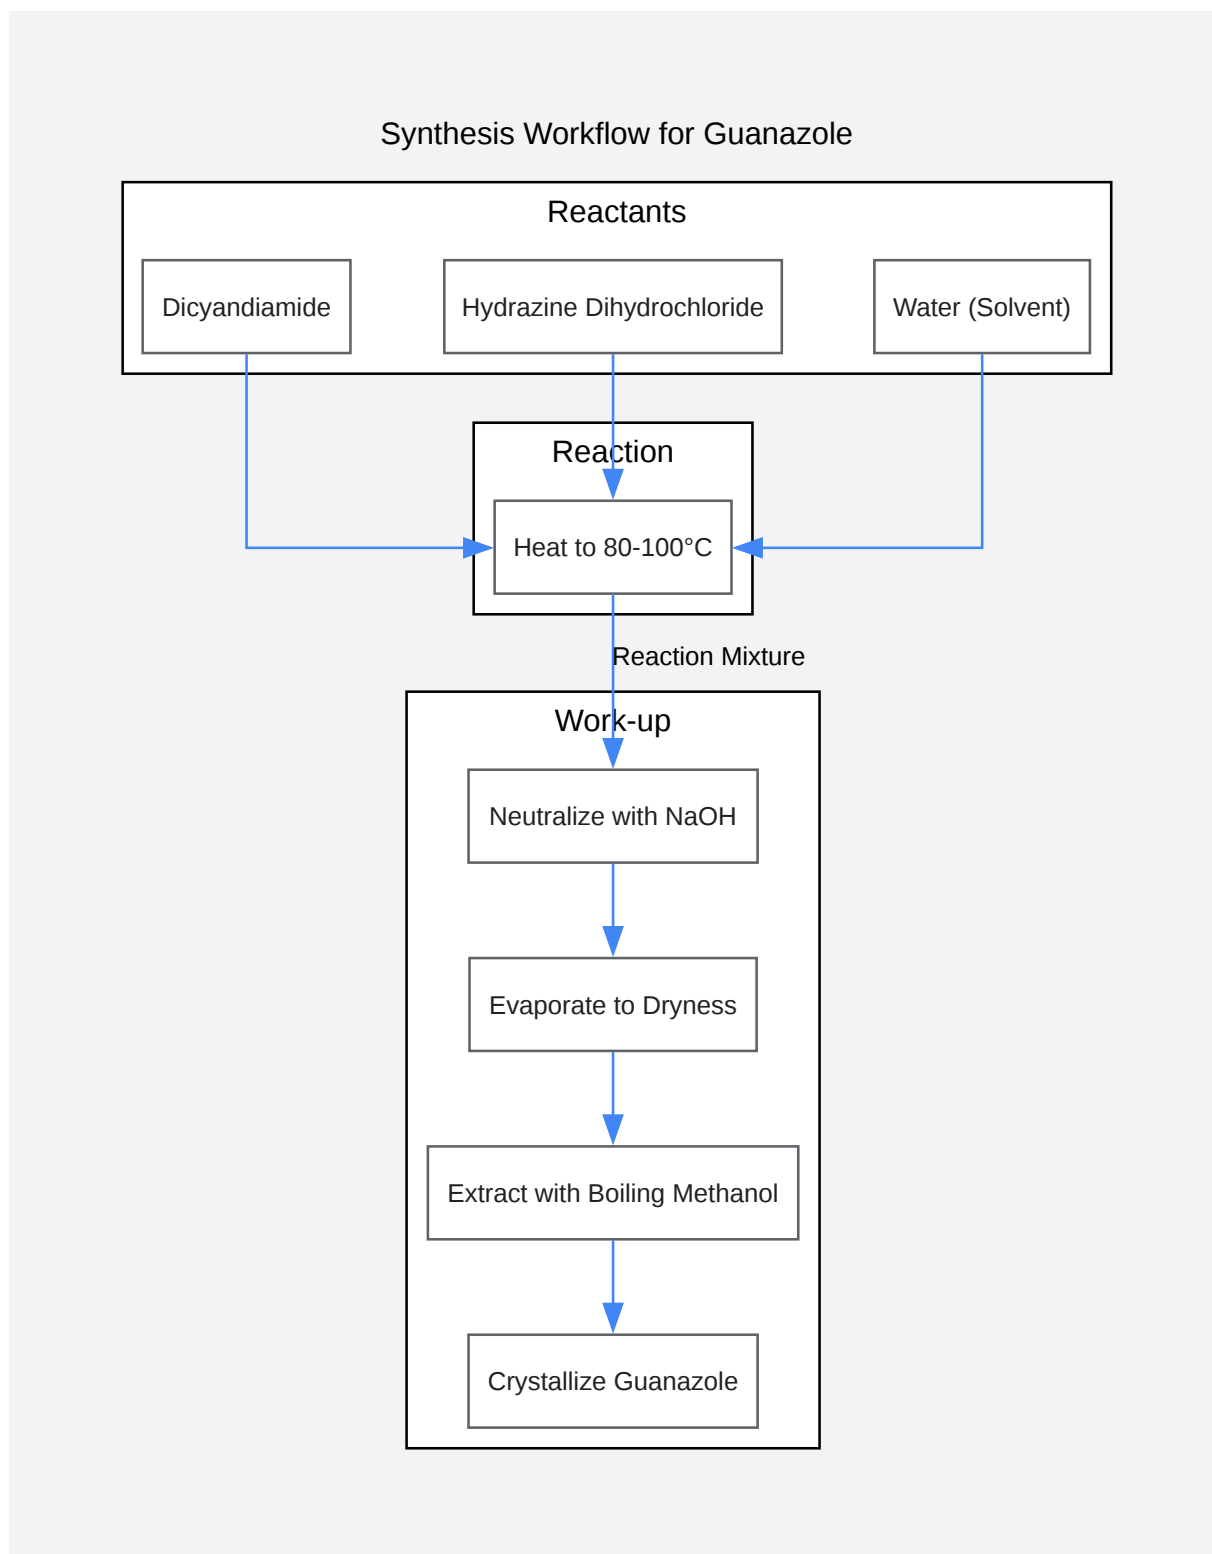 Synthesis Workflow for Guanazole
Reactants
Dicyandiamide
Hydrazine Dihydrochloride
Water (Solvent)
Reaction
Heat to 80-100°C
Reaction Mixture
Work-up
Neutralize with NaOH
Evaporate to Dryness
Extract with Boiling Methanol
Crystallize Guanazole